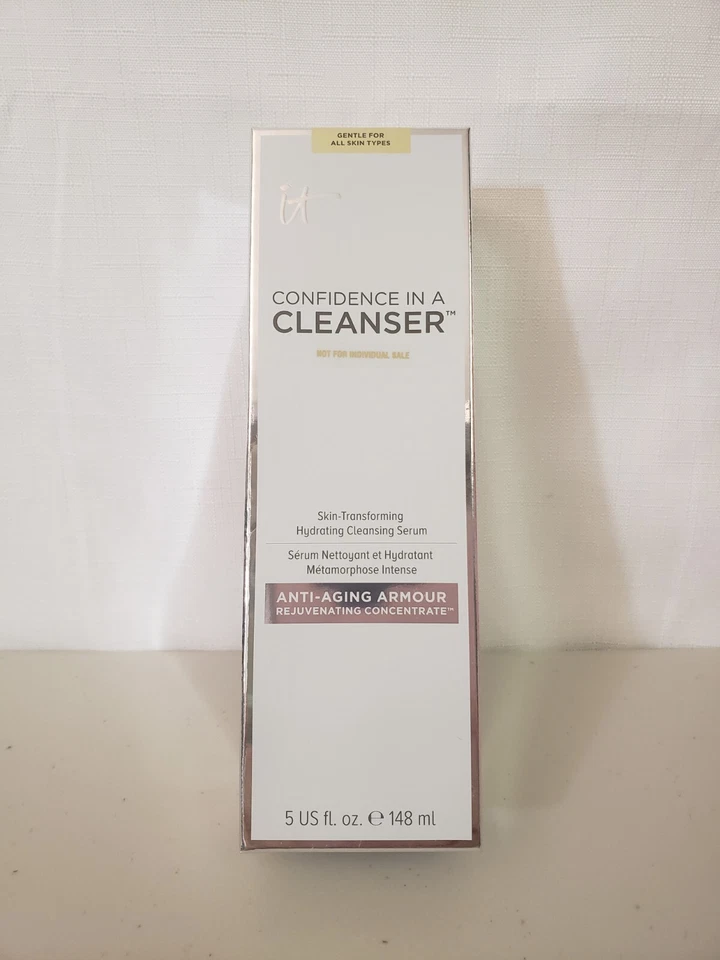 GENTLE FOR
ALL SKIN TYPES
it
CONFIDENCE IN A
CLEANSER™
NOT FOR INDIVIDUAL SALE
Skin-Transforming
Hydrating Cleansing Serum
Sérum Nettoyant et Hydratant
Métamorphose Intense
ANTI-AGING ARMOUR
REJUVENATING CONCENTRATE™
5 US fl. oz. ℮ 148 ml